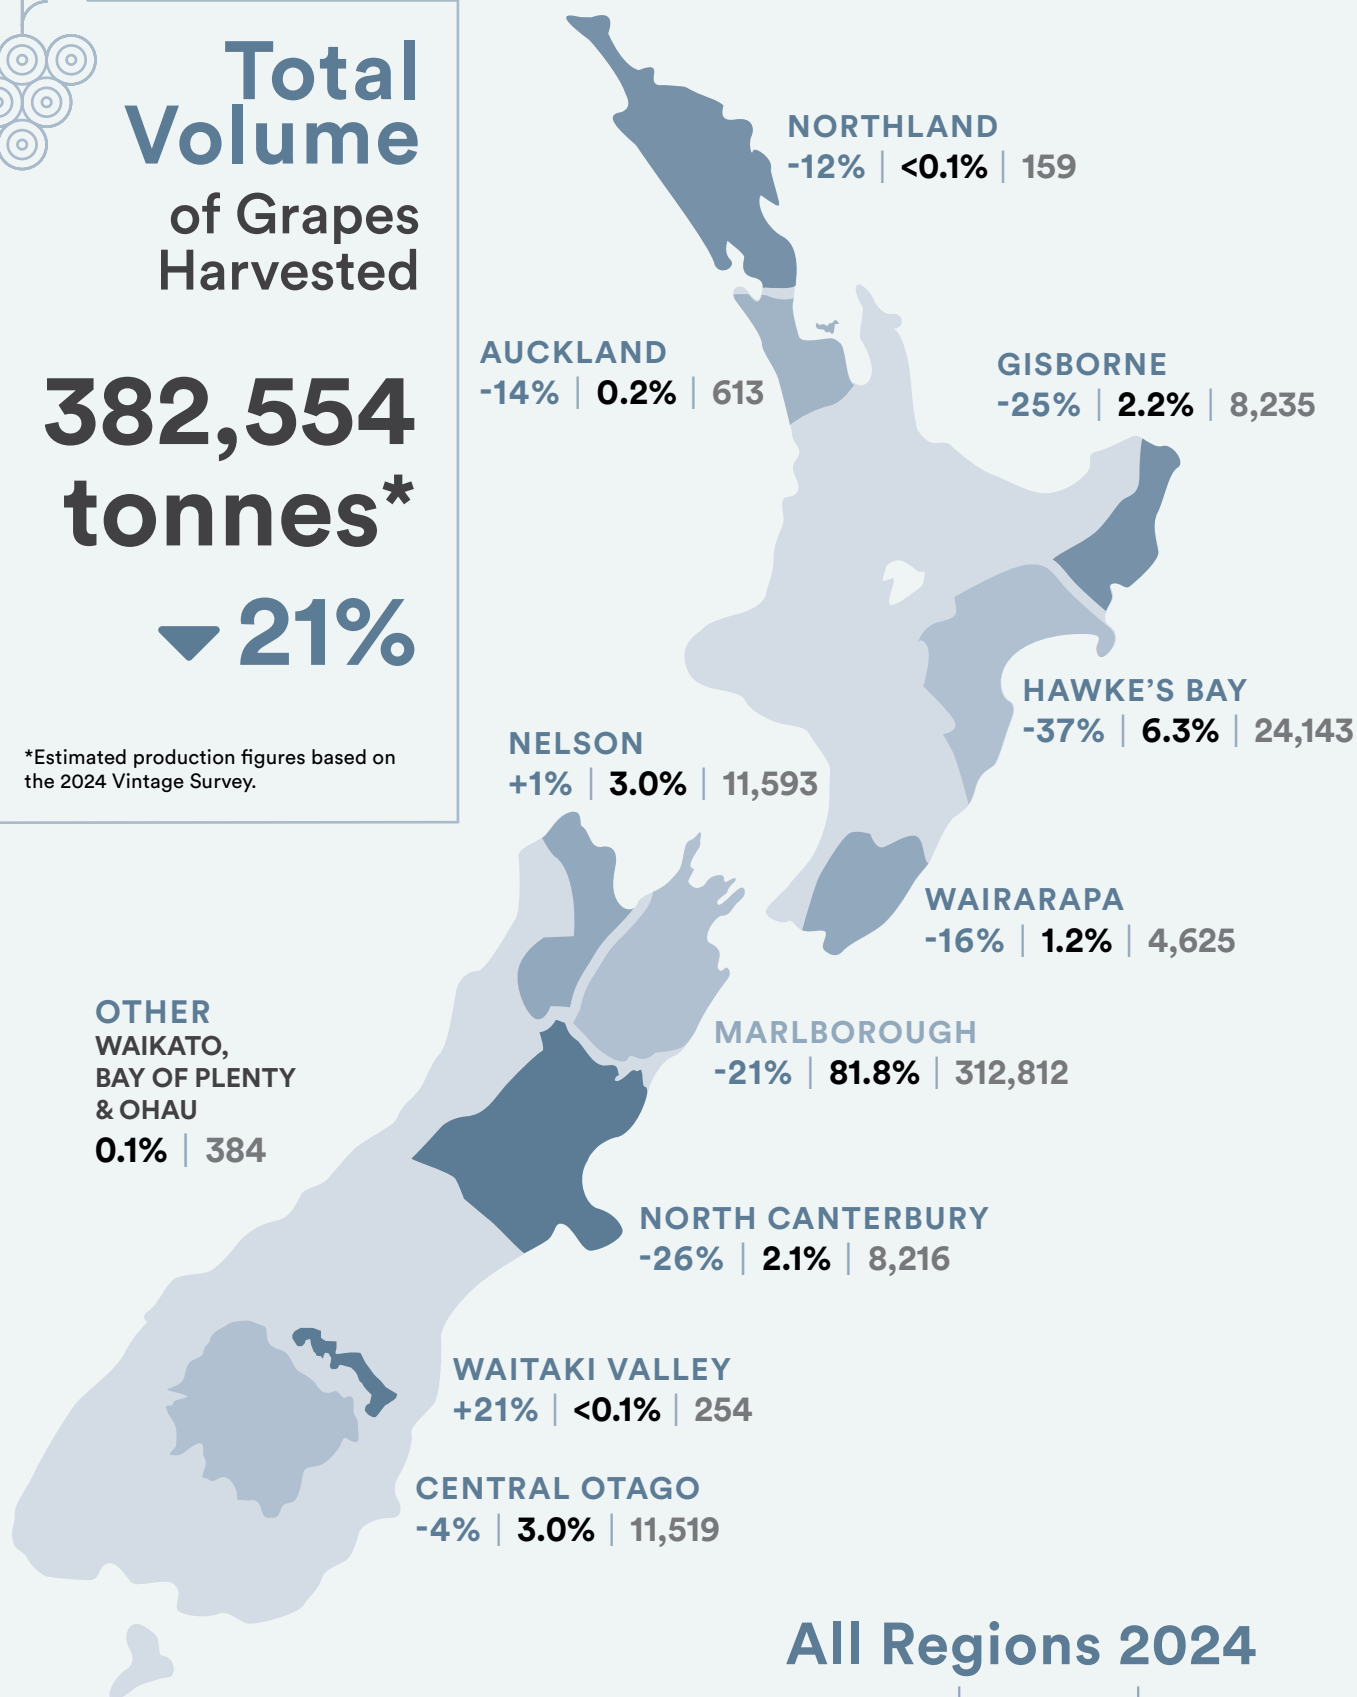 Total
Volume
of Grapes
Harvested
382,554
tonnes*
21%
*Estimated production figures based on
the 2024 Vintage Survey.
NORTHLAND
-12% | <0.1% | 159
AUCKLAND
-14% | 0.2% | 613
GISBORNE
-25% | 2.2% | 8,235
HAWKE’S BAY
-37% | 6.3% | 24,143
NELSON
+1% | 3.0% | 11,593
WAIRARAPA
-16% | 1.2% | 4,625
OTHER
WAIKATO,
BAY OF PLENTY
& OHAU
0.1% | 384
MARLBOROUGH
-21% | 81.8% | 312,812
NORTH CANTERBURY
-26% | 2.1% | 8,216
WAITAKI VALLEY
+21% | <0.1% | 254
CENTRAL OTAGO
-4% | 3.0% | 11,519
All Regions 2024